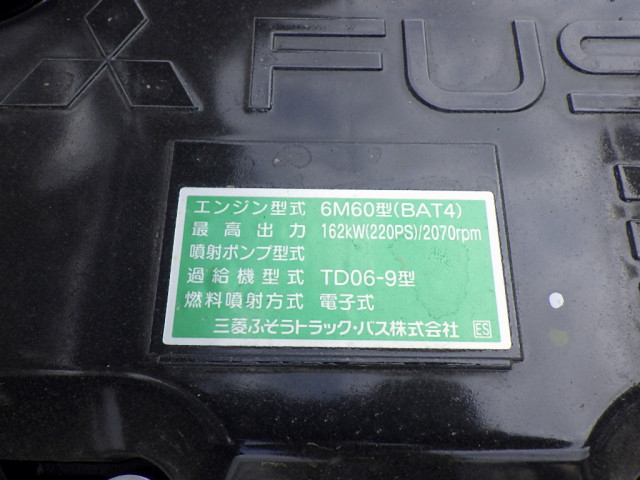 FUS
エンジン型式 6M60型(BAT4)
最高出力 162kW(220PS)/2070rpm
噴射ポンプ型式
過給機型式 TD06-9型
燃料噴射方式 電子式
三菱ふそうトラック・バス株式会社 ES